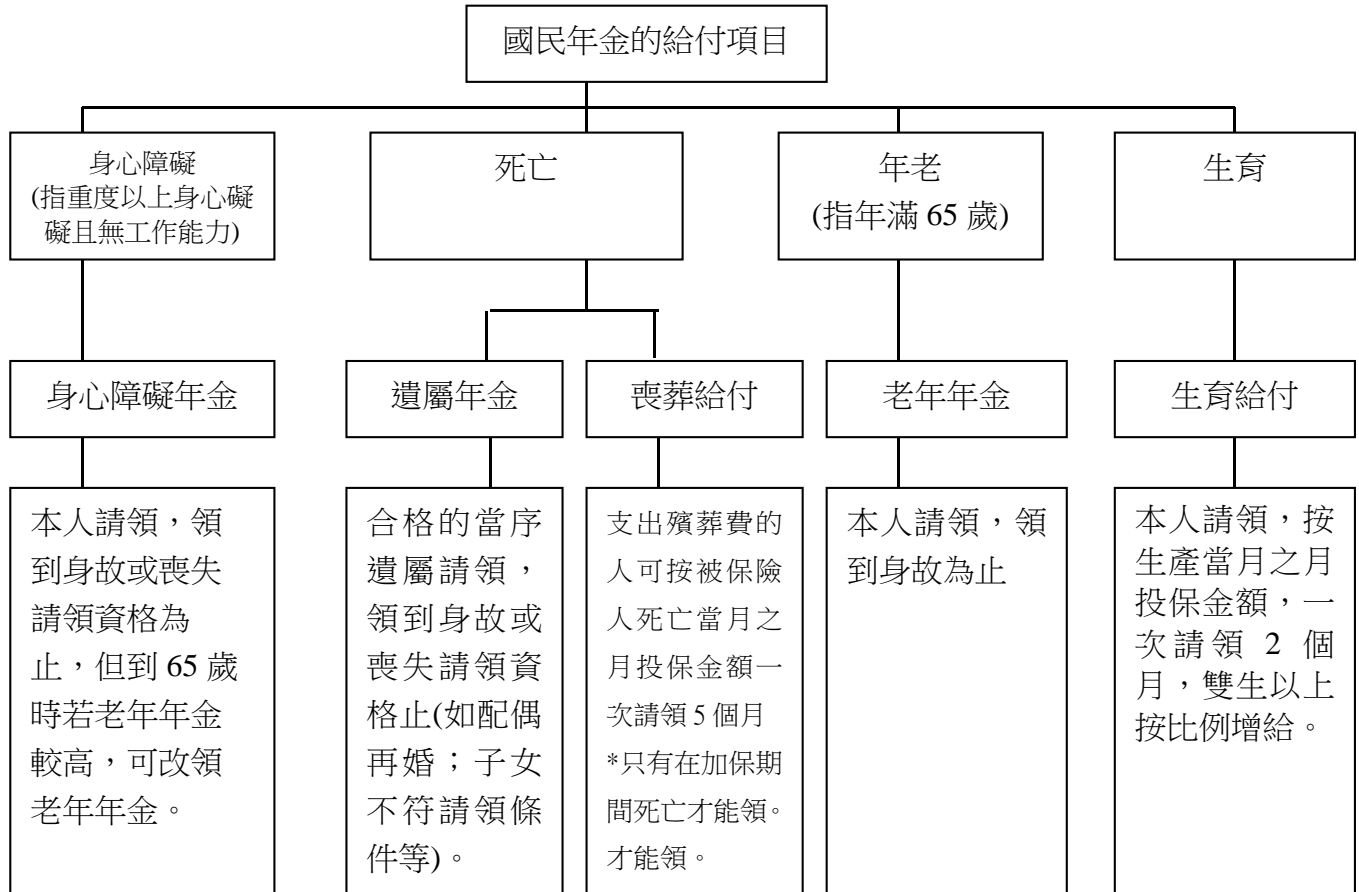 國民年金的給付項目
身心障礙
(指重度以上身心礙
礙且無工作能力)
死亡
年老
(指年滿 65 歲)
生育
身心障礙年金
遺屬年金
喪葬給付
老年年金
生育給付
本人請領，領
到身故或喪失
請領資格為
止，但到 65 歲
時若老年年金
較高，可改領
老年年金。
合格的當序
遺屬請領，
領到身故或
喪失請領資
格止(如配偶
再婚；子女
不符請領條
件等)。
支出殯葬費的
人可按被保險
人死亡當月之
月投保金額一
次請領 5 個月
*只有在加保期
間死亡才能領。
才能領。
本人請領，領
到身故為止
本人請領，按
生產當月之月
投保金額，一
次請領 2 個
月，雙生以上
按比例增給。